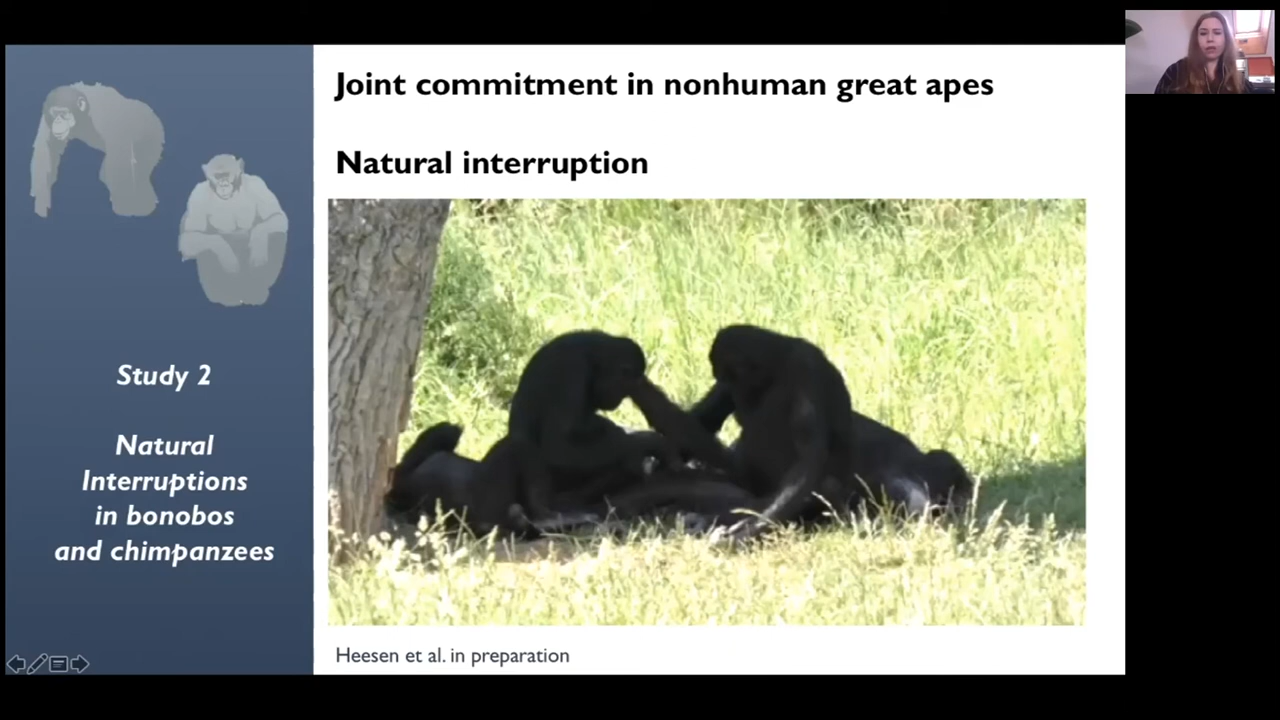 Joint commitment in nonhuman great apes
Natural interruption
Study 2
Natural
Interruptions
in bonobos
and chimpanzees
Heesen et al. in preparation